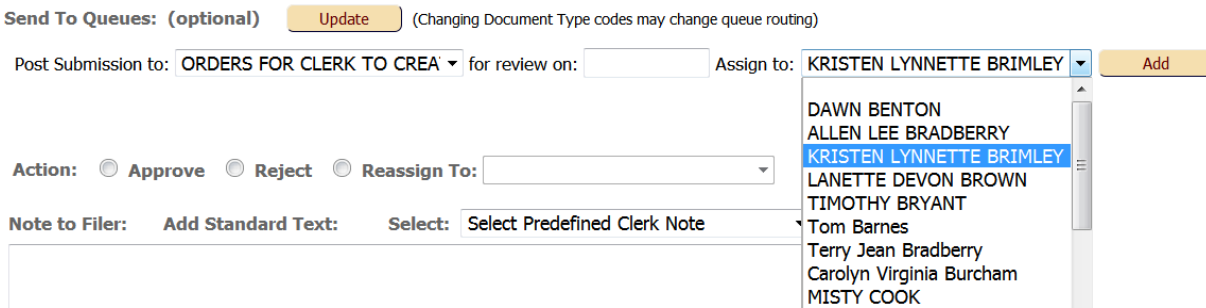 Send To Queues: (optional) Update (Changing Document Type codes may change queue routing)
Post Submission to: ORDERS FOR CLERK TO CREA for review on: Assign to: KRISTEN LYNNETTE BRIMLEY Add
DAWN BENTON
ALLEN LEE BRADBERRY
KRISTEN LYNNETTE BRIMLEY
Action: Approve Reject Reassign To:
LANETTE DEVON BROWN
TIMOTHY BRYANT
Note to Filer: Add Standard Text: Select: Select Predefined Clerk Note
Tom Barnes
Terry Jean Bradberry
Carolyn Virginia Burcham
MISTY COOK